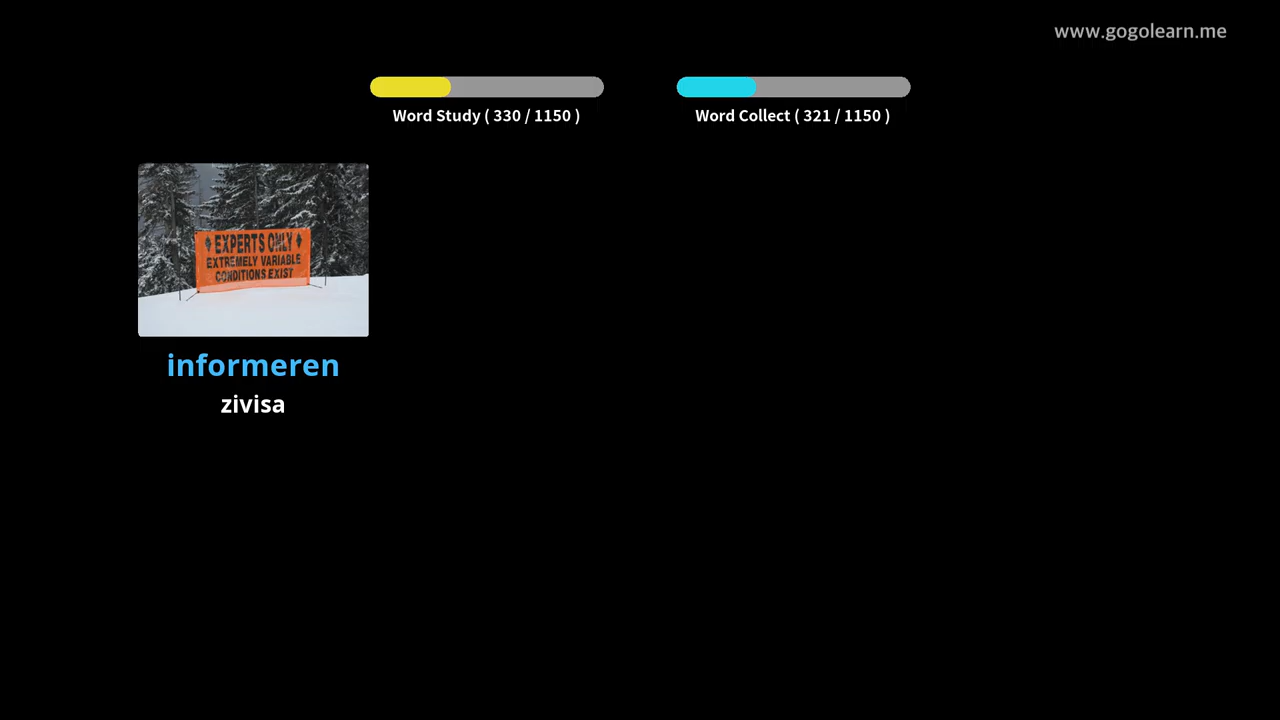 www.gogolearn.me
Word Study ( 330 / 1150 )
Word Collect ( 321 / 1150 )
EXPERTS ONLY
EXTREMELY VARIABLE
CONDITIONS EXIST
informeren
zivisa